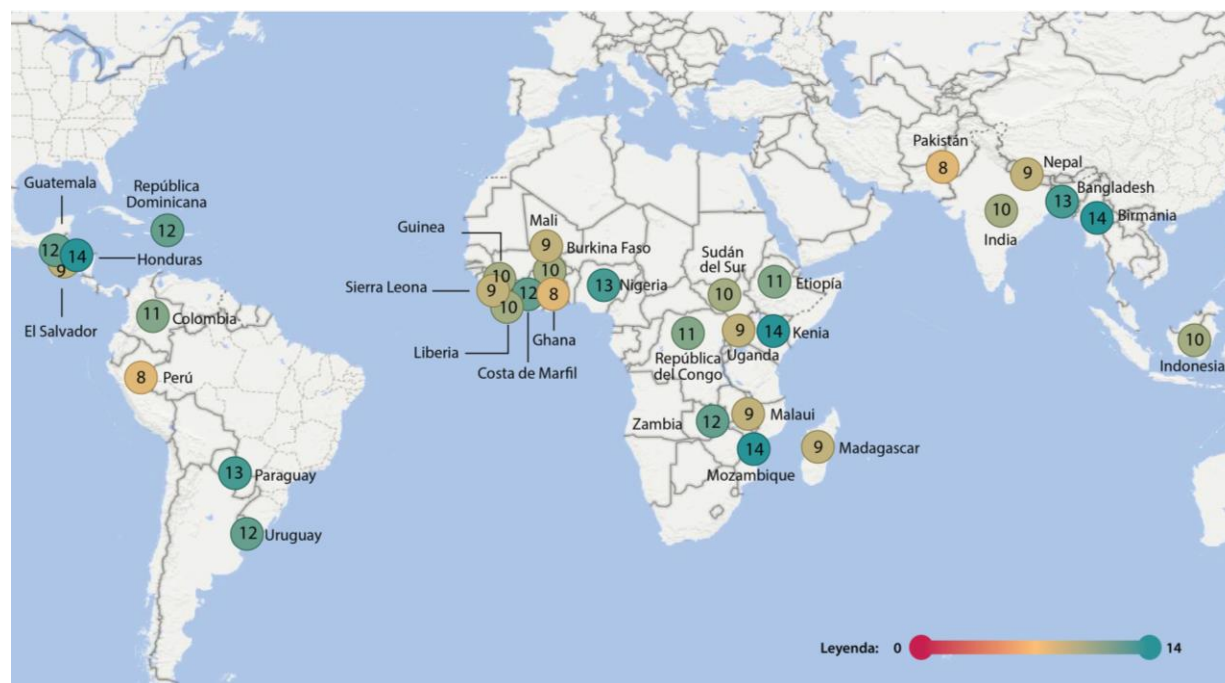 Guatemala
República
Dominicana
12
12
14
Honduras
9
El Salvador
11
Colombia
8
Perú
13
Paraguay
12
Uruguay
Guinea
Mali
9
Burkina Faso
10
10
Sierra Leona
9
10
12
8
13
Nigeria
Liberia
Ghana
Costa de Marfil
Sudán
del Sur
10
11
Etiopía
11
República
del Congo
9
Uganda
14
Kenia
Zambia
12
9
Malaui
14
Mozambique
9
Madagascar
Pakistán
8
9
Nepal
Bangladesh
13
10
India
14
Birmania
10
Indonesia
Leyenda: 0 14